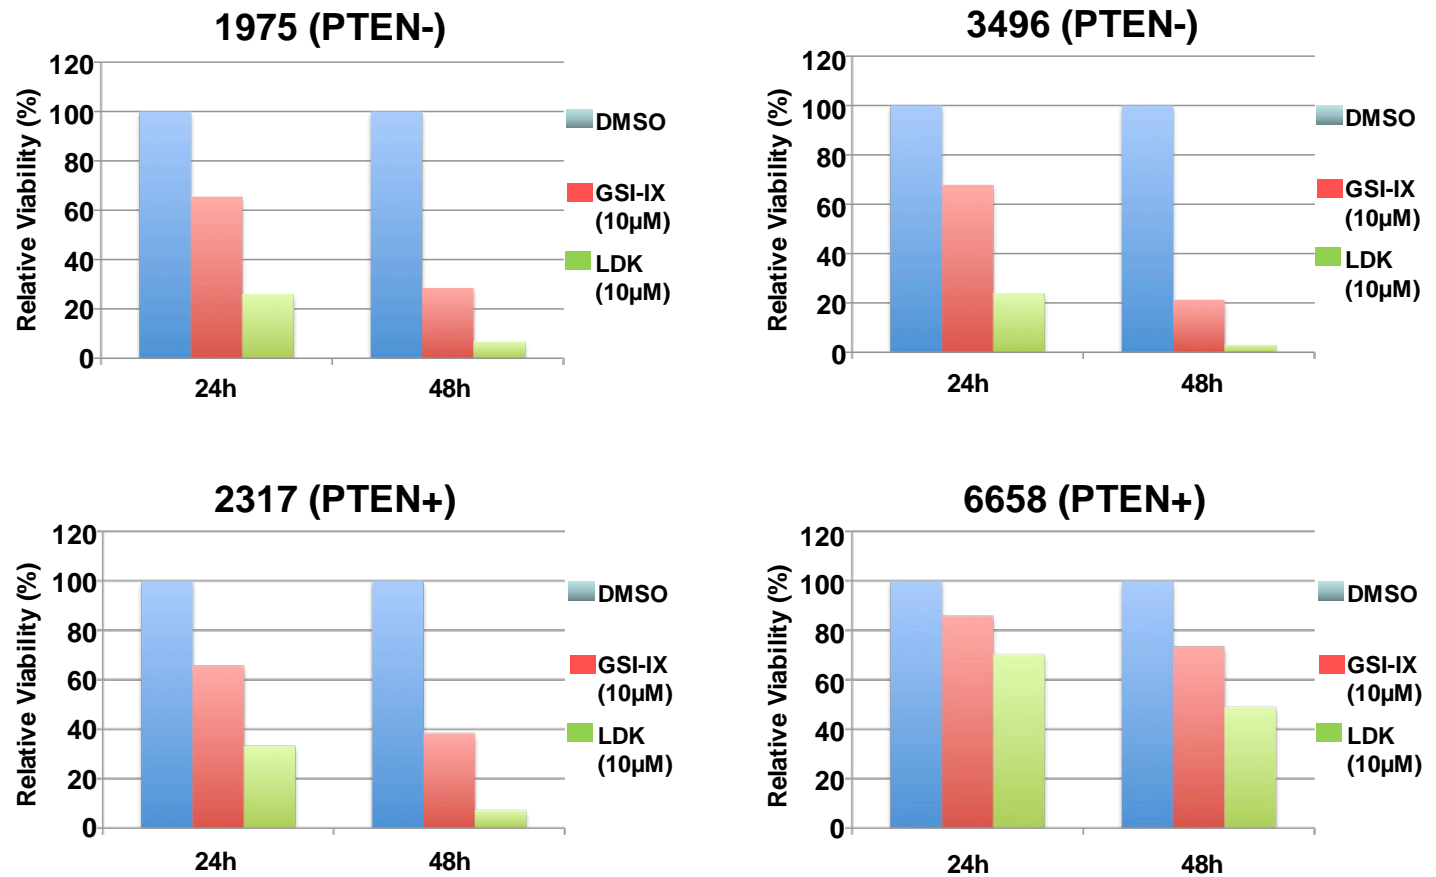 1975 (PTEN-)
Relative Viability (%)
120
100
80
60
40
20
0
24h
48h
DMSO
GSI-IX
(10µM)
LDK
(10µM)
3496 (PTEN-)
Relative Viability (%)
120
100
80
60
40
20
0
24h
48h
DMSO
GSI-IX
(10µM)
LDK
(10µM)
2317 (PTEN+)
Relative Viability (%)
120
100
80
60
40
20
0
24h
48h
DMSO
GSI-IX
(10µM)
LDK
(10µM)
6658 (PTEN+)
Relative Viability (%)
120
100
80
60
40
20
0
24h
48h
DMSO
GSI-IX
(10µM)
LDK
(10µM)